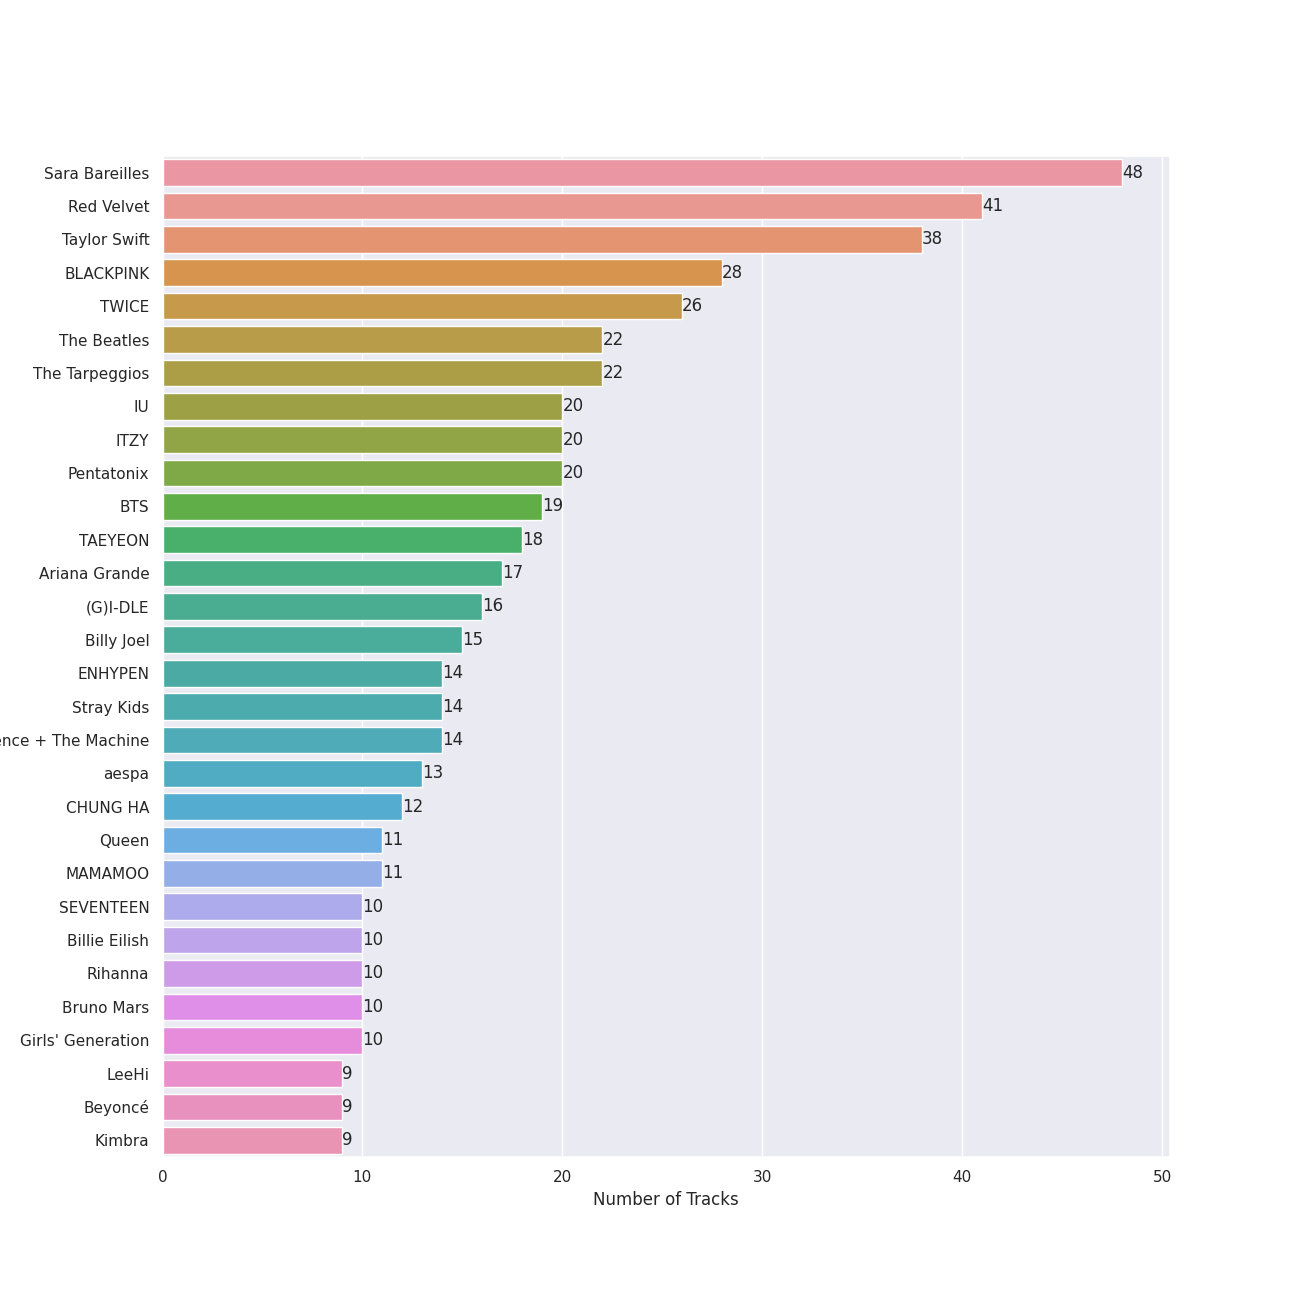 Sara Bareilles 48
Red Velvet 41
Taylor Swift 38
BLACKPINK 28
TWICE 26
The Beatles 22
The Tarpeggios 22
IU 20
ITZY 20
Pentatonix 20
BTS 19
TAEYEON 18
Ariana Grande 17
(G)I-DLE 16
Billy Joel 15
ENHYPEN 14
Stray Kids 14
ence + The Machine 14
aespa 13
CHUNG HA 12
Queen 11
MAMAMOO 11
SEVENTEEN 10
Billie Eilish 10
Rihanna 10
Bruno Mars 10
Girls' Generation 10
LeeHi 9
Beyoncé 9
Kimbra 9
0 10 20 30 40 50
Number of Tracks